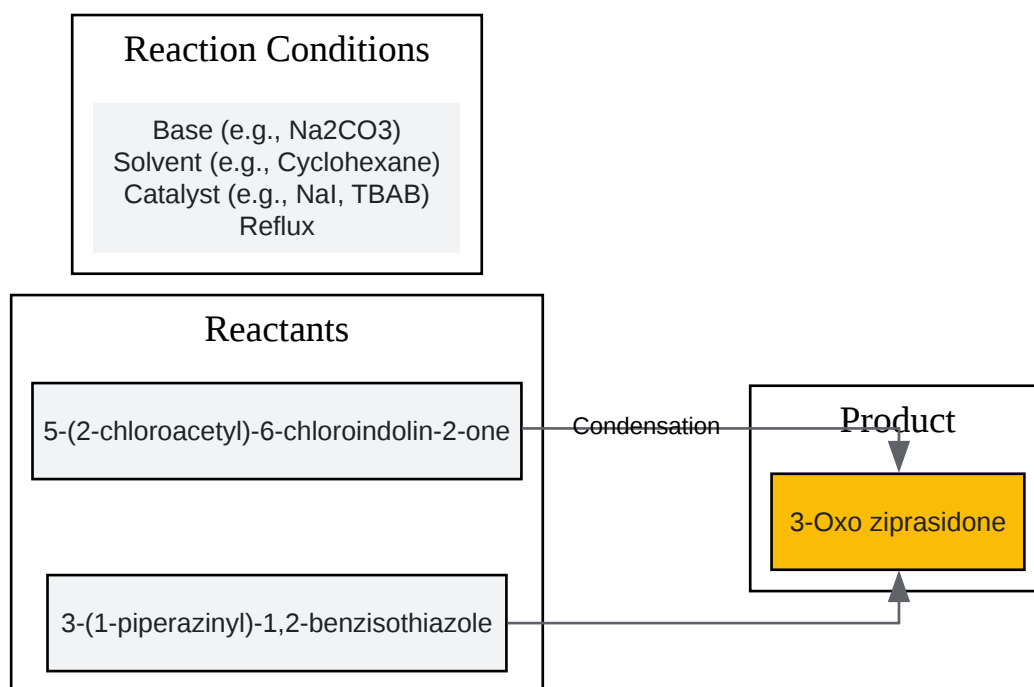 Reaction Conditions
Base (e.g., Na2CO3)
Solvent (e.g., Cyclohexane)
Catalyst (e.g., NaI, TBAB)
Reflux
Reactants
5-(2-chloroacetyl)-6-chloroindolin-2-one
Condensation
Product
3-Oxo ziprasidone
3-(1-piperazinyl)-1,2-benzisothiazole